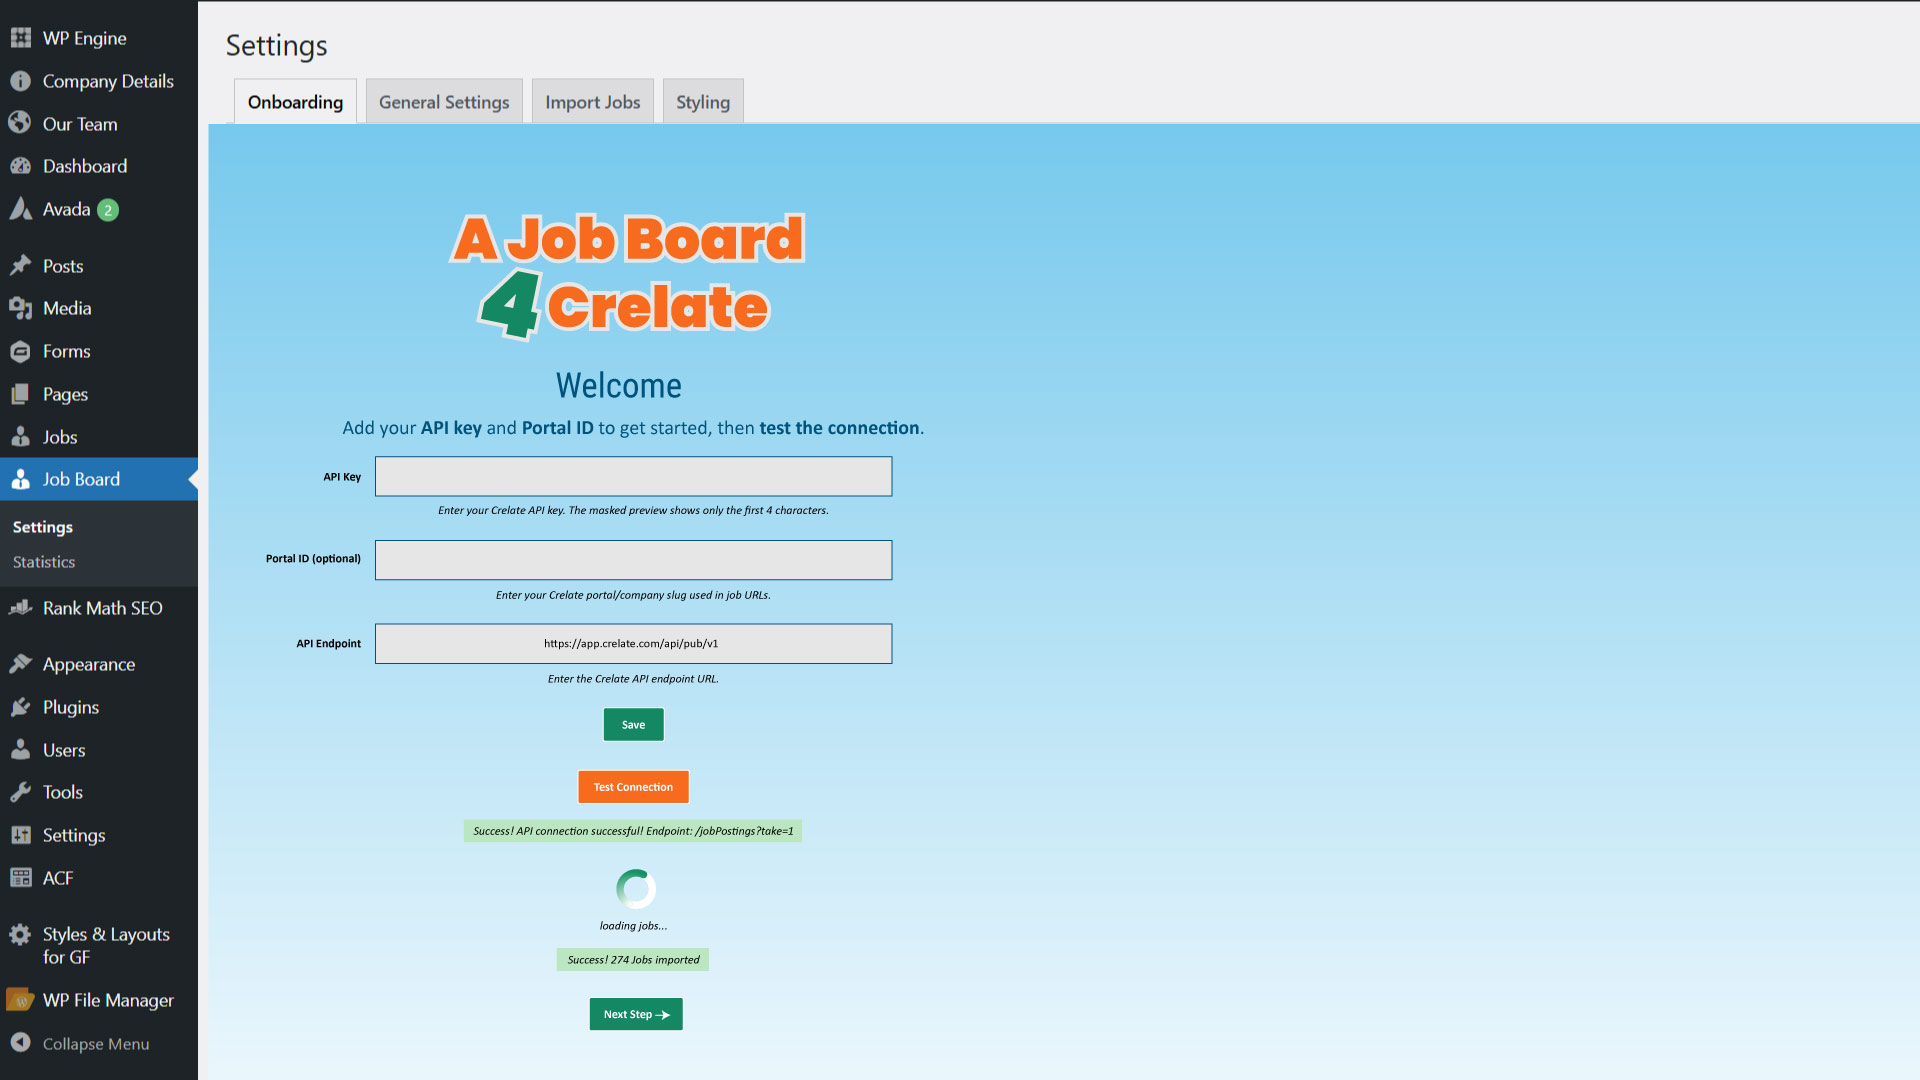 WP Engine
Company Details
Our Team
Dashboard
Avada 2
Posts
Media
Forms
Pages
Jobs
Job Board
Settings
Statistics
Rank Math SEO
Appearance
Plugins
Users
Tools
Settings
ACF
Styles & Layouts
for GF
WP File Manager
Collapse Menu
Settings
Onboarding
General Settings
Import Jobs
Styling
A Job Board
4 Crelate
Welcome
Add your API key and Portal ID to get started, then test the connection.
API Key
Enter your Crelate API key. The masked preview shows only the first 4 characters.
Portal ID (optional)
Enter your Crelate portal/company slug used in job URLs.
API Endpoint
https://app.crelate.com/api/pub/v1
Enter the Crelate API endpoint URL.
Save
Test Connection
Success! API connection successful! Endpoint: /jobPostings?take=1
loading jobs...
Success! 274 Jobs imported
Next Step